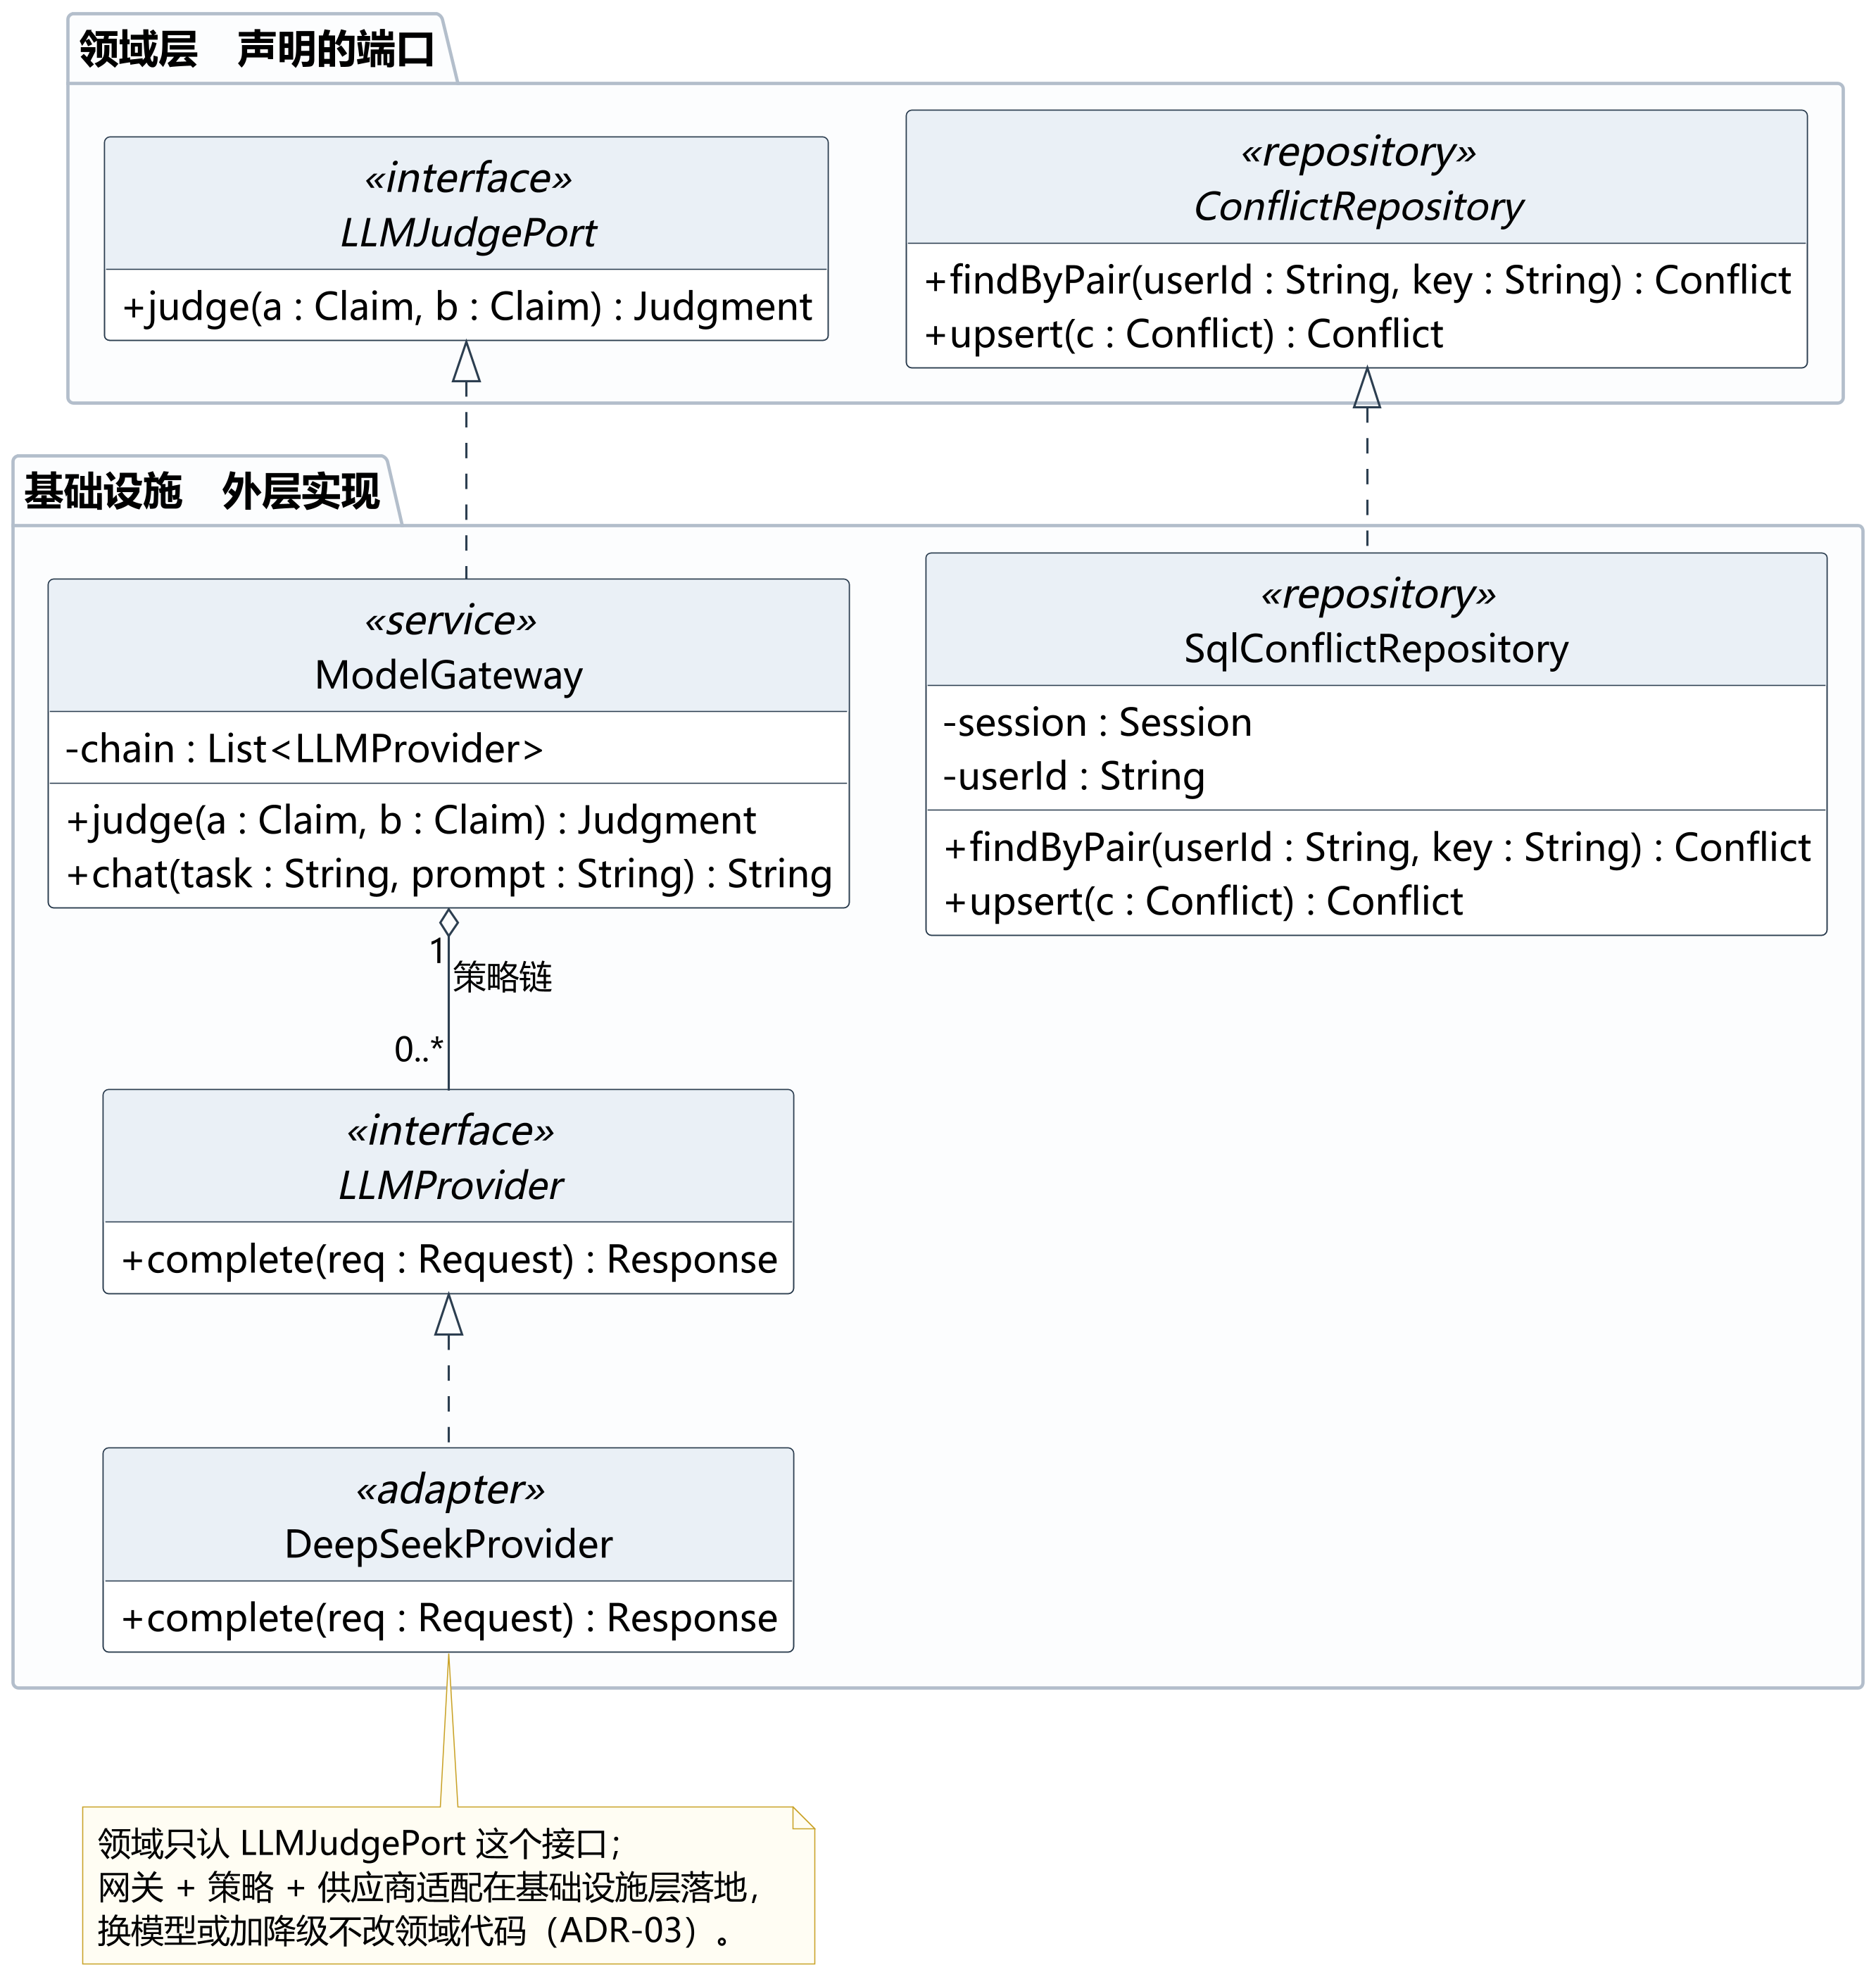 领域层　声明的端口
«interface»
LLMJudgePort
+judge(a : Claim, b : Claim) : Judgment
«repository»
ConflictRepository
+findByPair(userId : String, key : String) : Conflict
+upsert(c : Conflict) : Conflict
基础设施　外层实现
«service»
ModelGateway
-chain : List<LLMProvider>
+judge(a : Claim, b : Claim) : Judgment
+chat(task : String, prompt : String) : String
«repository»
SqlConflictRepository
-session : Session
-userId : String
+findByPair(userId : String, key : String) : Conflict
+upsert(c : Conflict) : Conflict
1
策略链
0..*
«interface»
LLMProvider
+complete(req : Request) : Response
«adapter»
DeepSeekProvider
+complete(req : Request) : Response
领域只认 LLMJudgePort 这个接口；
网关 + 策略 + 供应商适配在基础设施层落地，
换模型或加降级不改领域代码（ADR-03）。